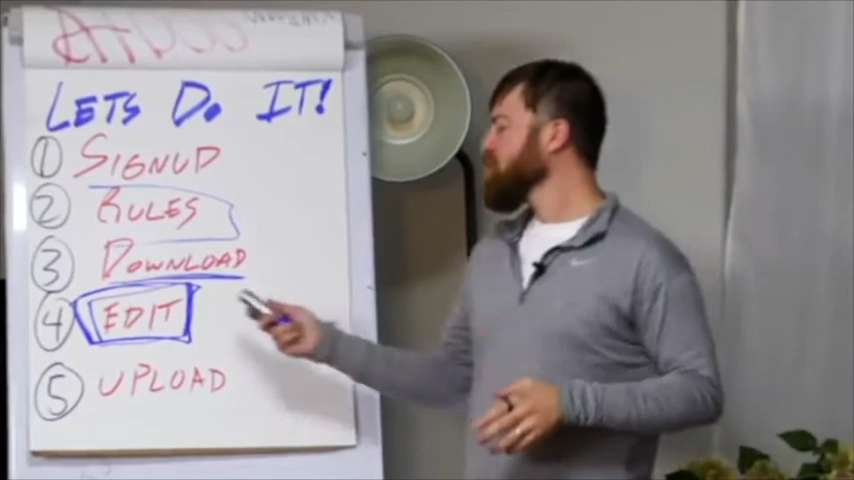 LETS DO IT!
1 SIGNUP
2 RULES
3 DOWNLOAD
4 EDIT
5 UPLOAD